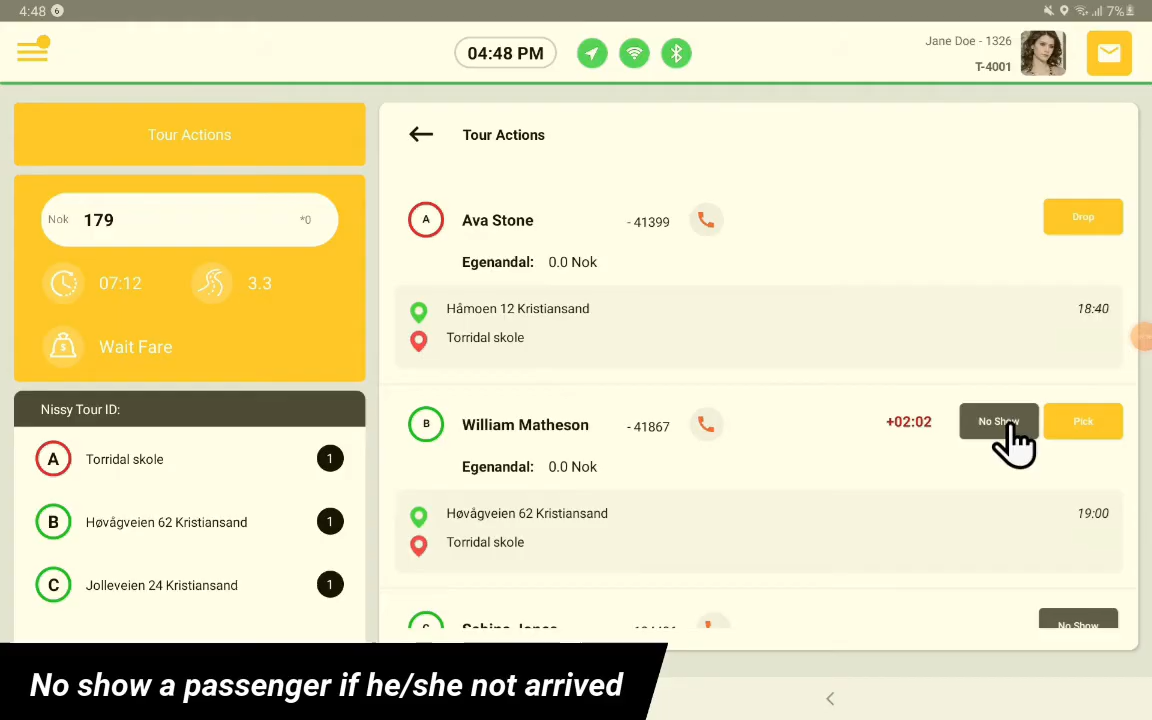 4:48 6
7%
04:48 PM
Jane Doe - 1326
T-4001
Tour Actions
Nok 179 *0
07:12 3.3
Wait Fare
Nissy Tour ID:
A Torridal skole 1
B Høvågveien 62 Kristiansand 1
C Jolleveien 24 Kristiansand 1
Tour Actions
A Ava Stone - 41399 Drop
Egenandal: 0.0 Nok
Håmoen 12 Kristiansand 18:40
Torridal skole
B William Matheson - 41867 +02:02 No Show Pick
Egenandal: 0.0 Nok
Høvågveien 62 Kristiansand 19:00
Torridal skole
No Show
No show a passenger if he/she not arrived